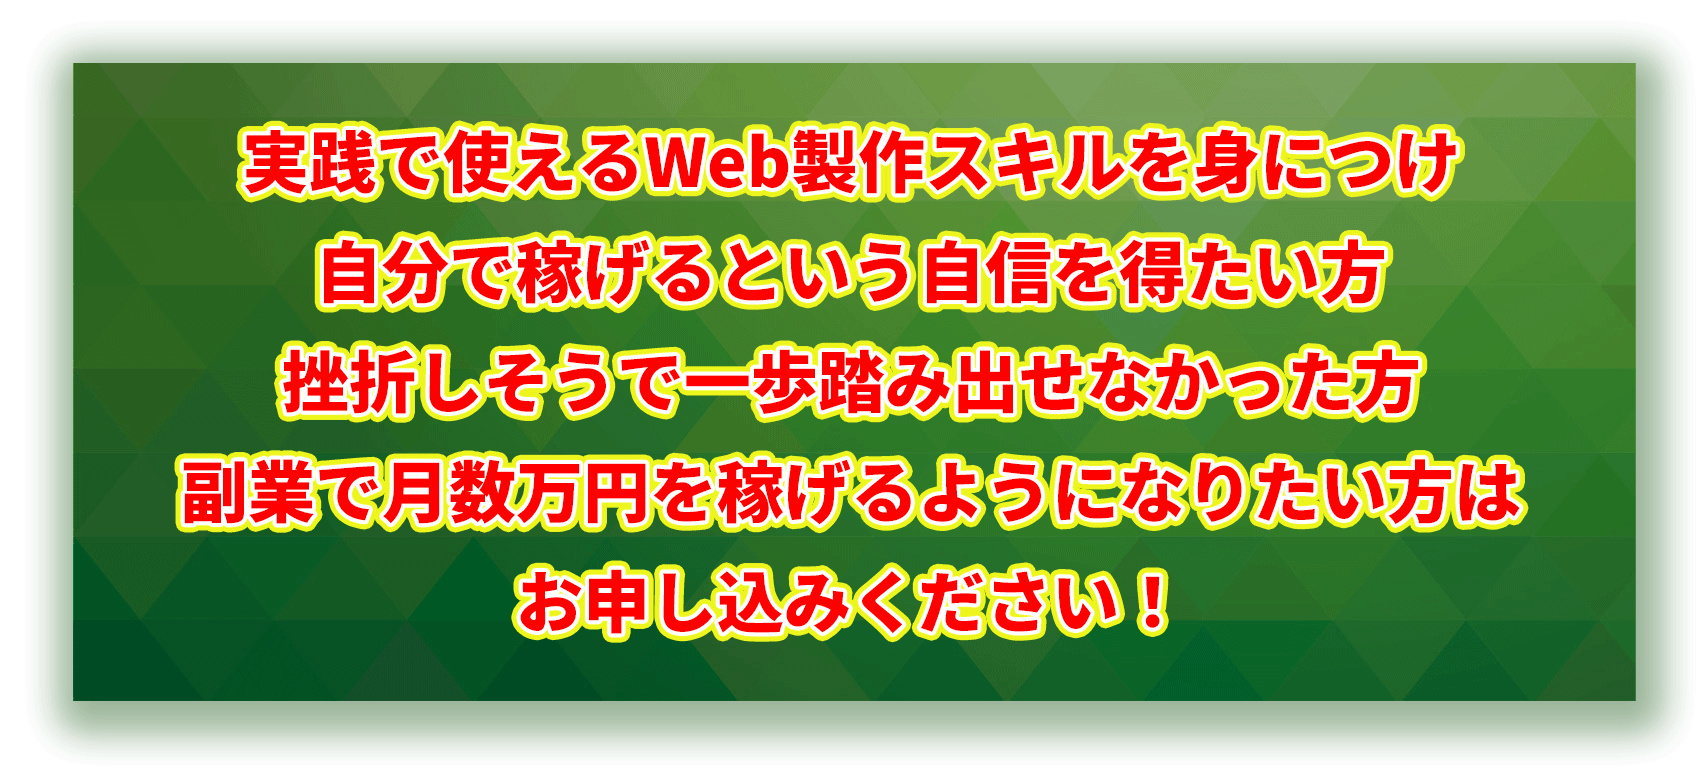 実践で使えるWeb製作スキルを身につけ
自分で稼げるという自信を得たい方
挫折しそうで一歩踏み出せなかった方
副業で月数万円を稼げるようになりたい方は
お申し込みください！